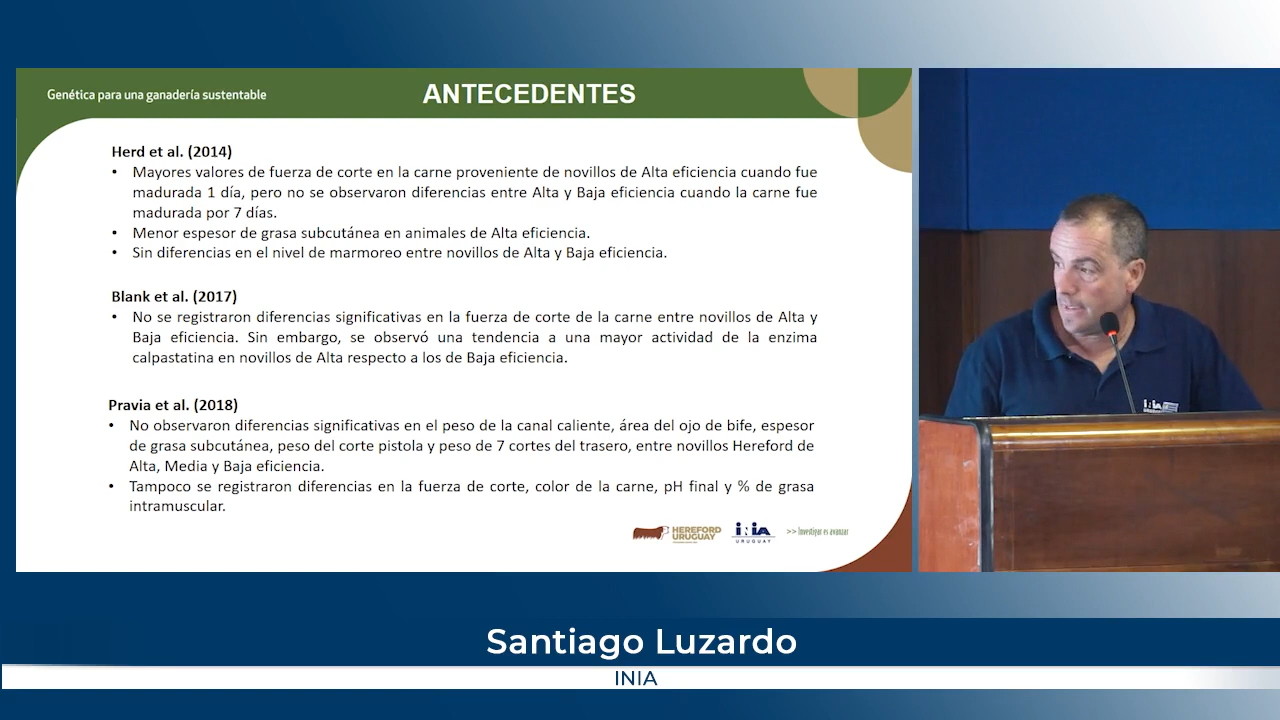 Genética para una ganadería sustentable
ANTECEDENTES
Herd et al. (2014)
• Mayores valores de fuerza de corte en la carne proveniente de novillos de Alta eficiencia cuando fue
madurada 1 día, pero no se observaron diferencias entre Alta y Baja eficiencia cuando la carne fue
madurada por 7 días.
• Menor espesor de grasa subcutánea en animales de Alta eficiencia.
• Sin diferencias en el nivel de marmoreo entre novillos de Alta y Baja eficiencia.
Blank et al. (2017)
• No se registraron diferencias significativas en la fuerza de corte de la carne entre novillos de Alta y
Baja eficiencia. Sin embargo, se observó una tendencia a una mayor actividad de la enzima
calpastatina en novillos de Alta respecto a los de Baja eficiencia.
Pravia et al. (2018)
• No observaron diferencias significativas en el peso de la canal caliente, área del ojo de bife, espesor
de grasa subcutánea, peso del corte pistola y peso de 7 cortes del trasero, entre novillos Hereford de
Alta, Media y Baja eficiencia.
• Tampoco se registraron diferencias en la fuerza de corte, color de la carne, pH final y % de grasa
intramuscular.
HEREFORD
URUGUAY
INIA
URUGUAY
>> Investigar es avanzar
INIA
Santiago Luzardo
INIA